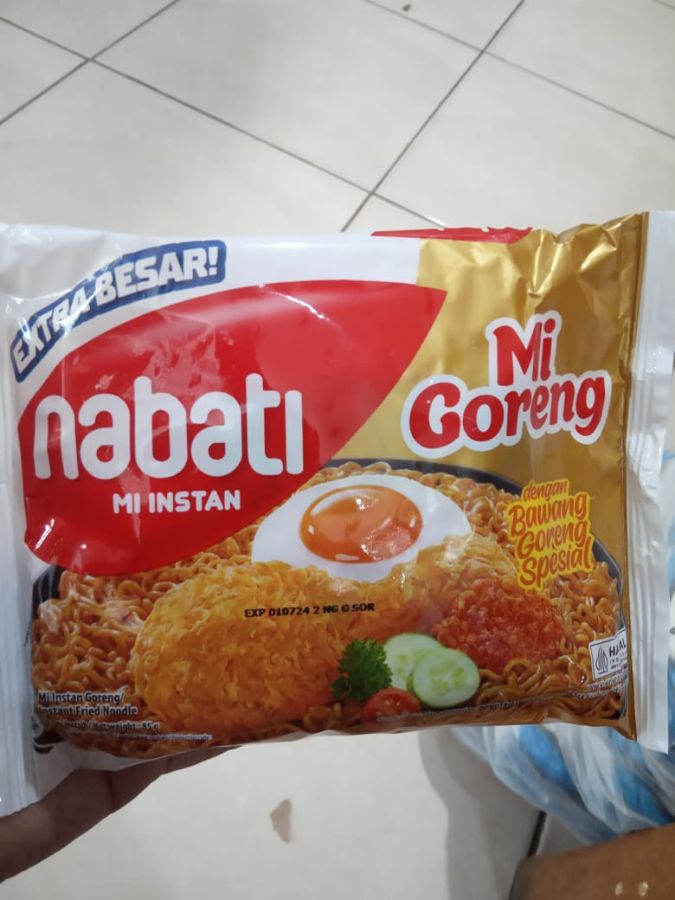 EXTRA BESAR!
nabati
MI INSTAN
Mi
Goreng
dengan
Bawang
Goreng
Spesial
EXP 010724 2 NG G SOR
Mi Instan Goreng/
Instant Fried Noodle
Netweight: 85g